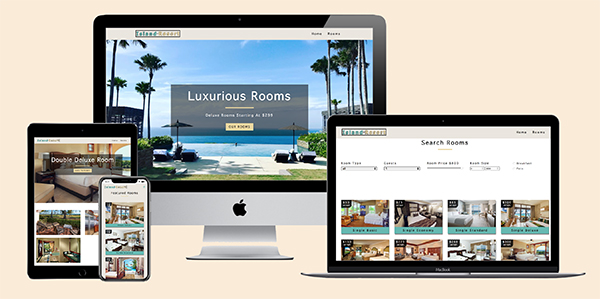 Island Resort
Home Rooms
Luxurious Rooms
Deluxe Rooms Starting At $299
OUR ROOMS
Double Deluxe Room
Featured Rooms
Home Rooms
Search Rooms
Room Type
Guests
Room Price $600
Room Size
Breakfast
Pets
Single Basic
Single Economy
Single Standard
Single Deluxe
MacBook